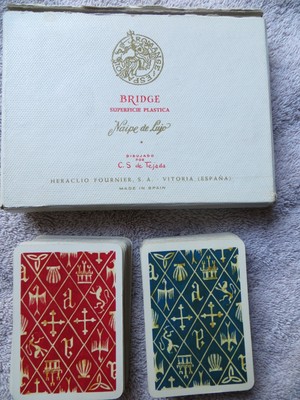 BRIDGE
SUPERFICIE PLASTICA
Naipe de Lujo
DIBUJADO
POR
C. S. de Tejada
HERACLIO FOURNIER, S. A. - VITORIA (ESPAÑA)
MADE IN SPAIN